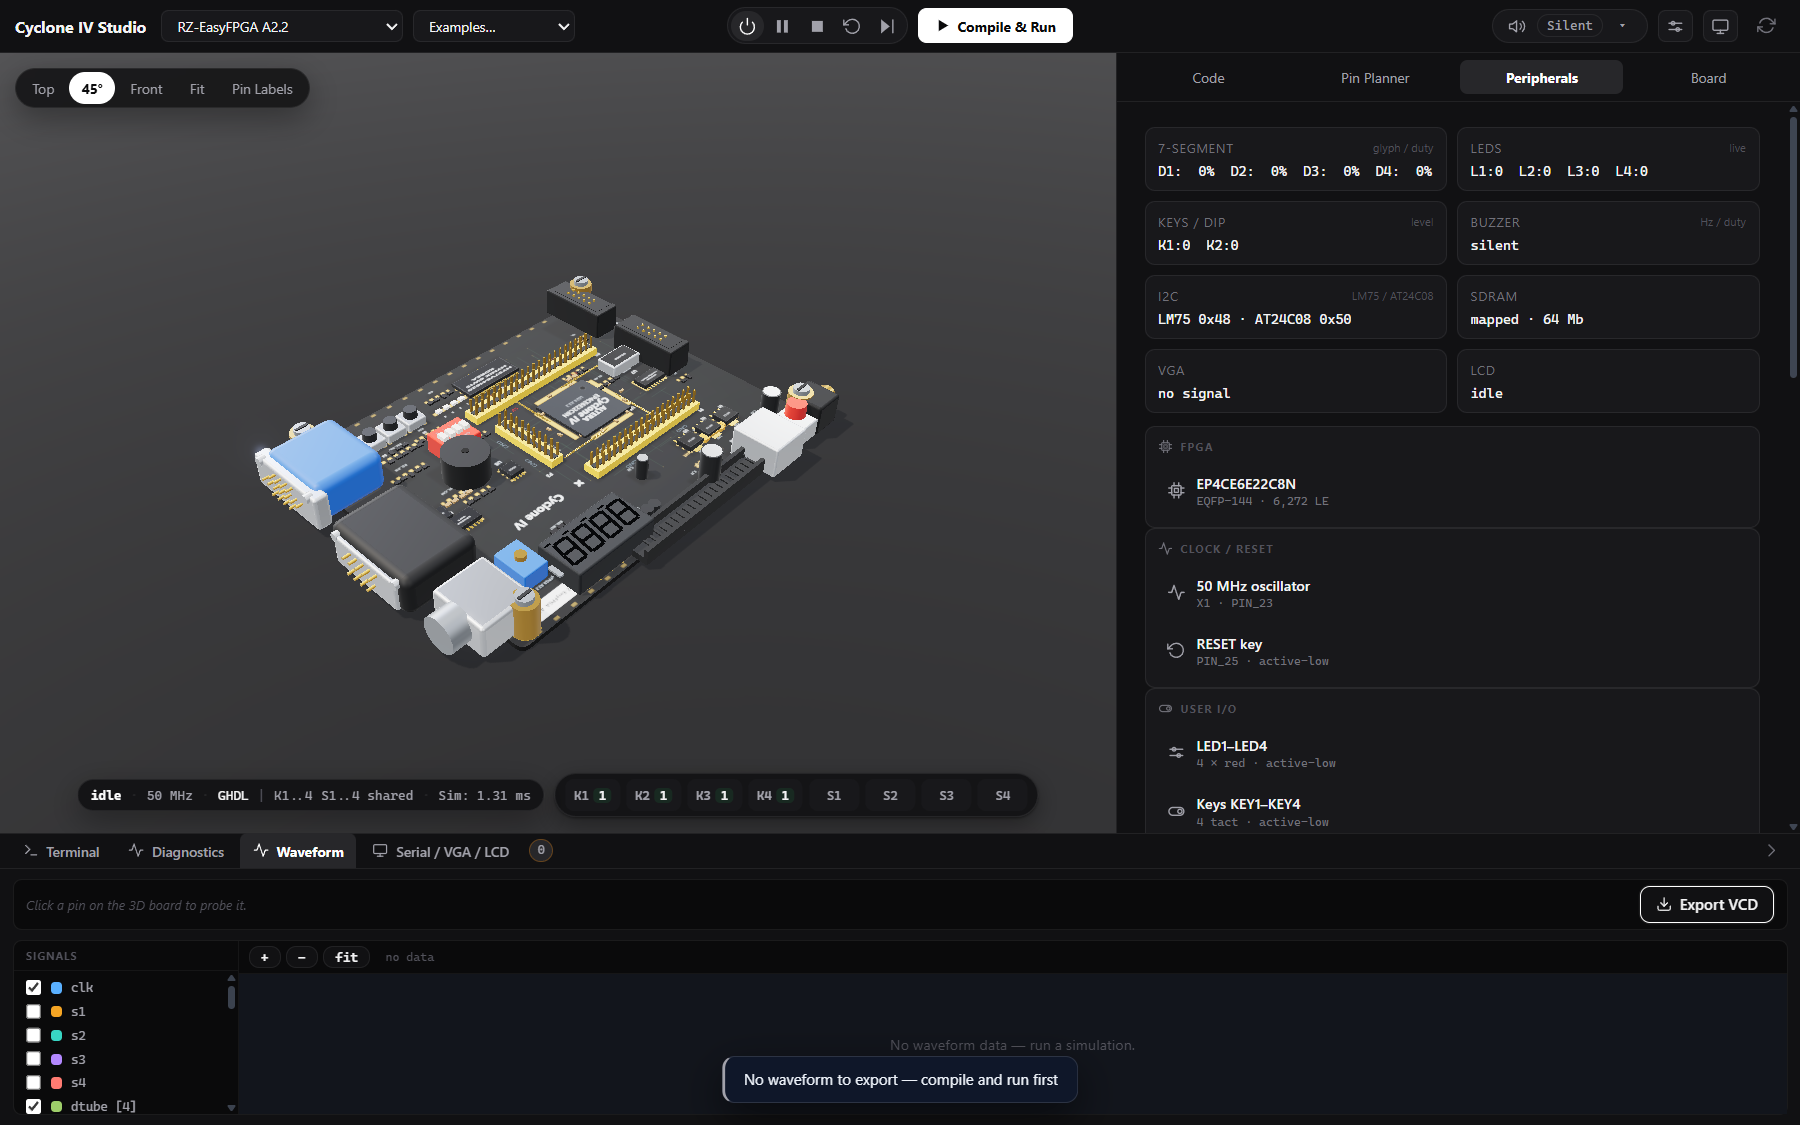 Cyclone IV Studio
RZ-EasyFPGA A2.2
Examples...
Compile & Run
Silent
Top
45°
Front
Fit
Pin Labels
Code
Pin Planner
Peripherals
Board
7-SEGMENT
glyph / duty
D1: 0% D2: 0% D3: 0% D4: 0%
LEDS
live
L1:0 L2:0 L3:0 L4:0
KEYS / DIP
level
K1:0 K2:0
BUZZER
Hz / duty
silent
I2C
LM75 / AT24C08
LM75 0x48 · AT24C08 0x50
SDRAM
mapped · 64 Mb
VGA
no signal
LCD
idle
FPGA
EP4CE6E22C8N
EQFP-144 · 6,272 LE
CLOCK / RESET
50 MHz oscillator
X1 · PIN_23
RESET key
PIN_25 · active-low
USER I/O
LED1–LED4
4 × red · active-low
Keys KEY1–KEY4
4 tact · active-low
ALTERA
Cyclone IV
Cyclone IV
8888
idle · 50 MHz · GHDL | K1..4 S1..4 shared · Sim: 1.31 ms
K1 1
K2 1
K3 1
K4 1
S1
S2
S3
S4
Terminal
Diagnostics
Waveform
Serial / VGA / LCD
0
Click a pin on the 3D board to probe it.
Export VCD
SIGNALS
+
−
fit
no data
clk
s1
s2
s3
s4
dtube [4]
No waveform data — run a simulation.
No waveform to export — compile and run first